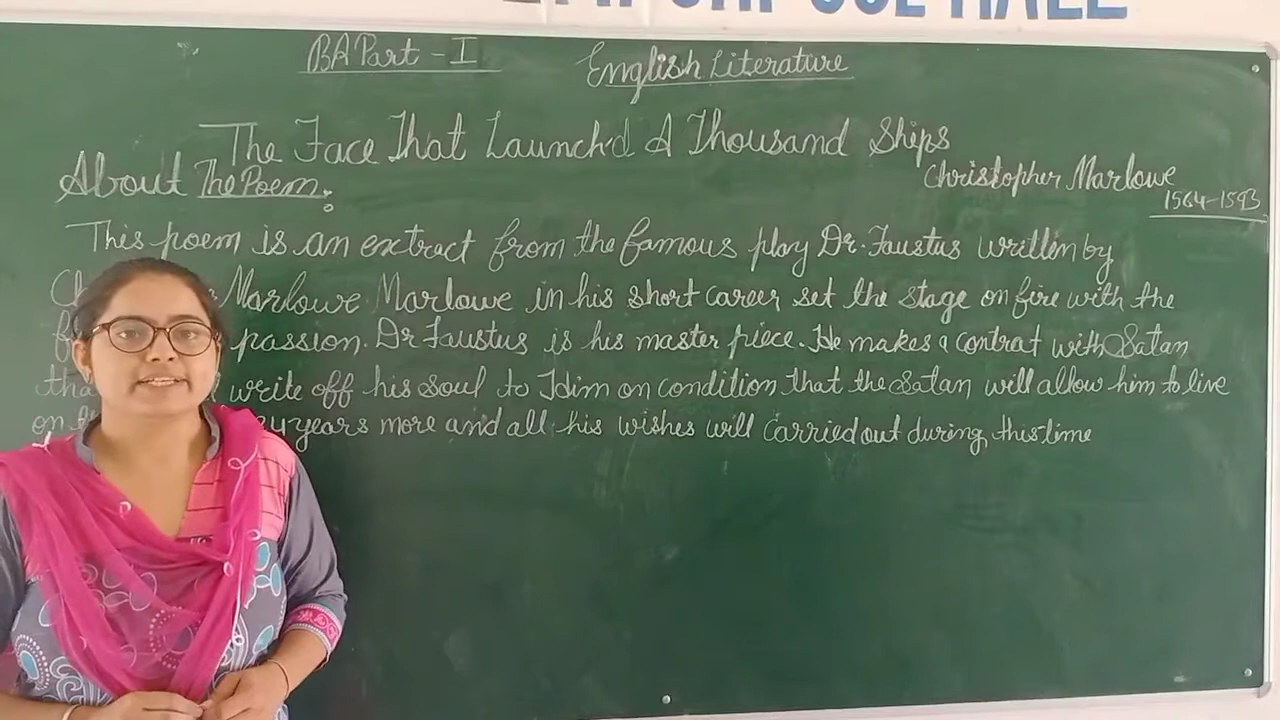 HALL
BA Part - I English Literature
The Face That Launch'd A Thousand Ships
About The Poem:
Christopher Marlowe
1564-1593
This poem is an extract from the famous play Dr. Faustus written by
Marlowe. Marlowe in his short career, set the stage on fire with the
passion. Dr Faustus is his master piece. He makes a contrat with Satan
write off his soul to Him on condition that the Satan will allow him to live
on 24 years more and all his wishes will carried out during this time